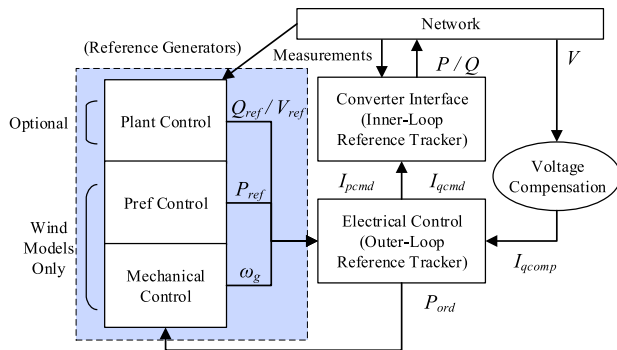 Network
(Reference Generators)
Measurements
P / Q
V
Optional
Plant Control
Q_ref / V_ref
Converter Interface
(Inner-Loop
Reference Tracker)
Voltage
Compensation
I_pcmd
I_qcmd
Pref Control
P_ref
Wind
Models
Only
Electrical Control
(Outer-Loop
Reference Tracker)
I_qcomp
Mechanical
Control
ω_g
P_ord